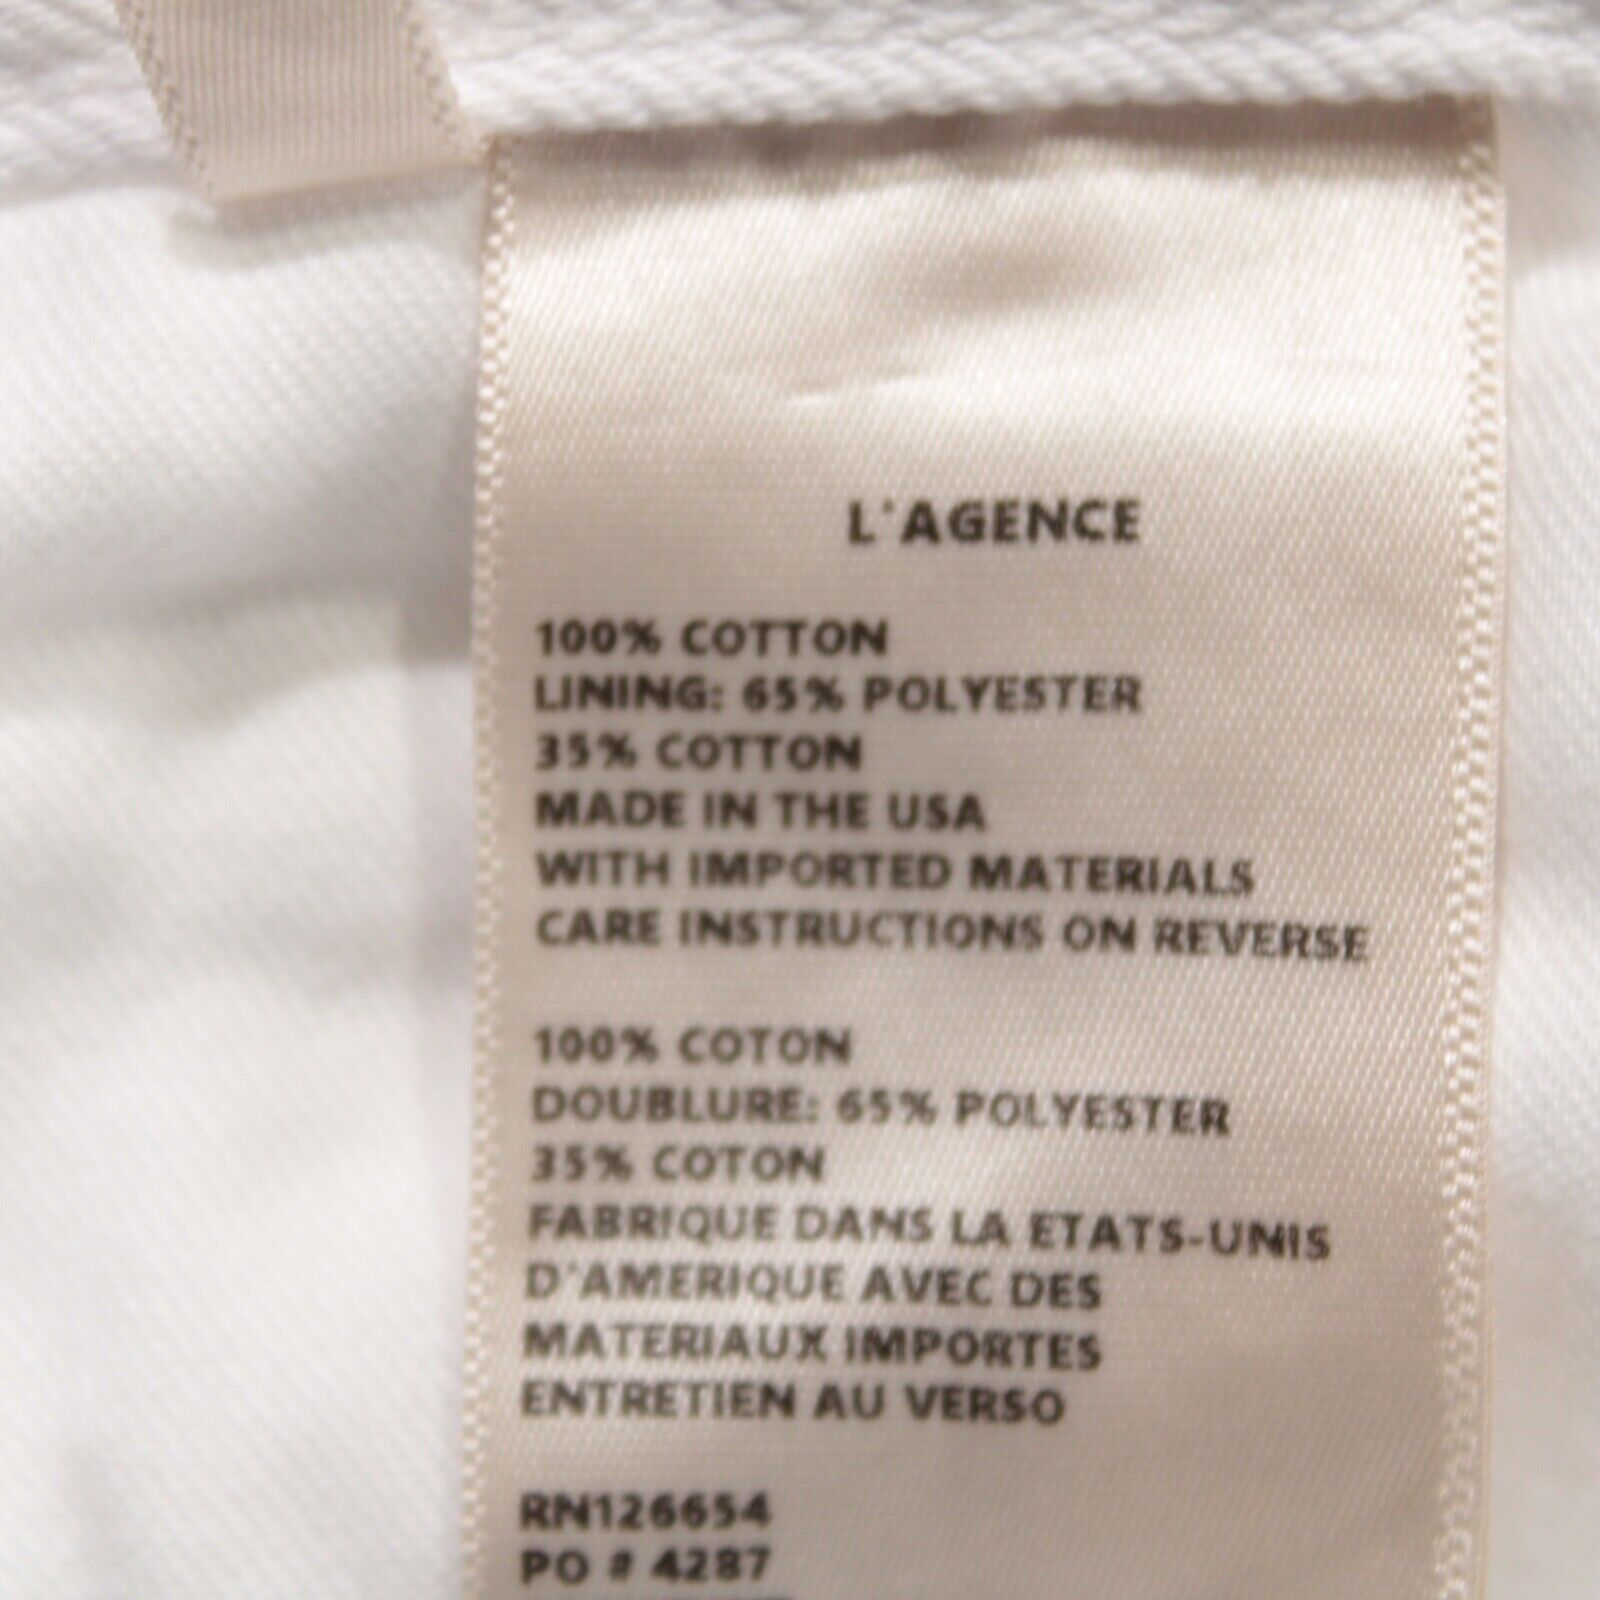 L'AGENCE
100% COTTON
LINING: 65% POLYESTER
35% COTTON
MADE IN THE USA
WITH IMPORTED MATERIALS
CARE INSTRUCTIONS ON REVERSE
100% COTON
DOUBLURE: 65% POLYESTER
35% COTON
FABRIQUE DANS LA ETATS-UNIS
D'AMERIQUE AVEC DES
MATERIAUX IMPORTES
ENTRETIEN AU VERSO
RN126654
PO # 4287